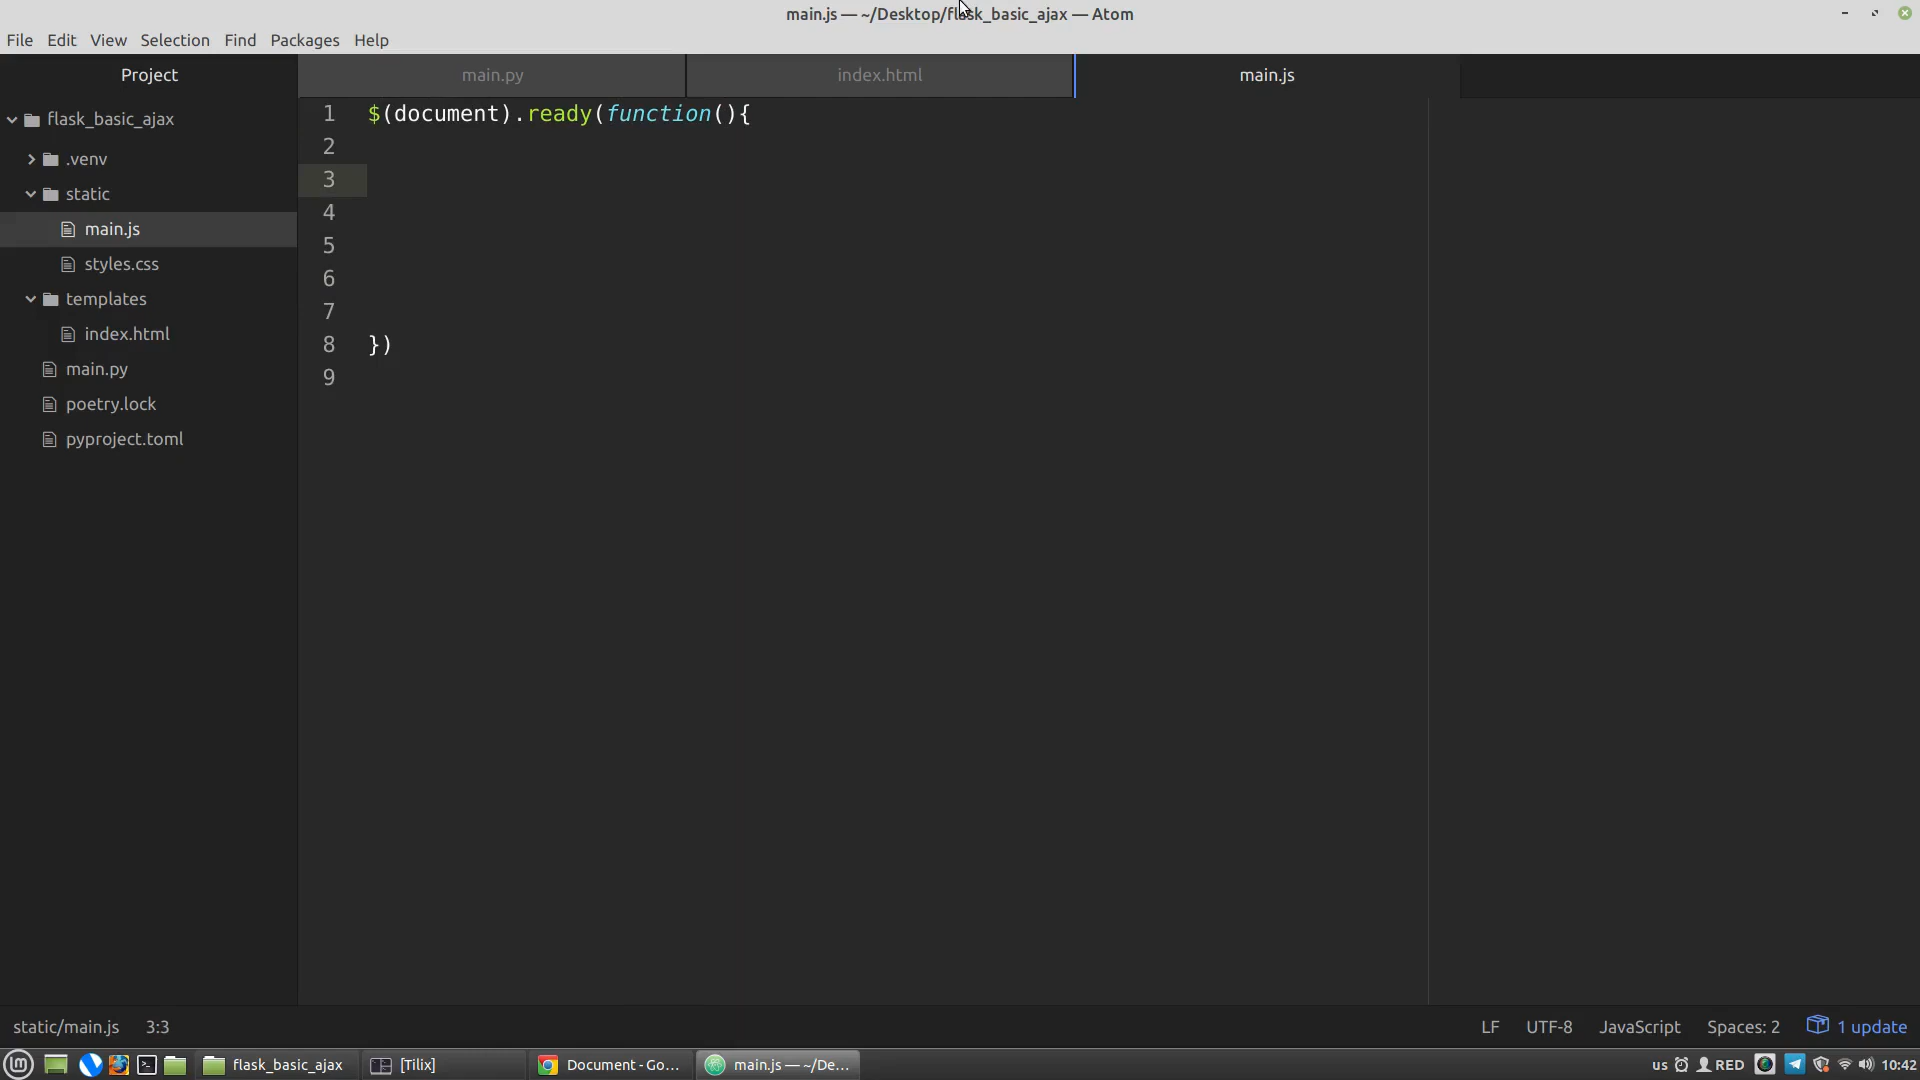 main.js — ~/Desktop/flask_basic_ajax — Atom
File Edit View Selection Find Packages Help
Project
main.py
index.html
main.js
flask_basic_ajax
.venv
static
main.js
styles.css
templates
index.html
main.py
poetry.lock
pyproject.toml
1 $(document).ready(function(){
2
3
4
5
6
7
8 })
9
static/main.js 3:3
LF UTF-8 JavaScript Spaces: 2 1 update
flask_basic_ajax
[Tilix]
Document - Go...
main.js — ~/De...
us RED 10:42